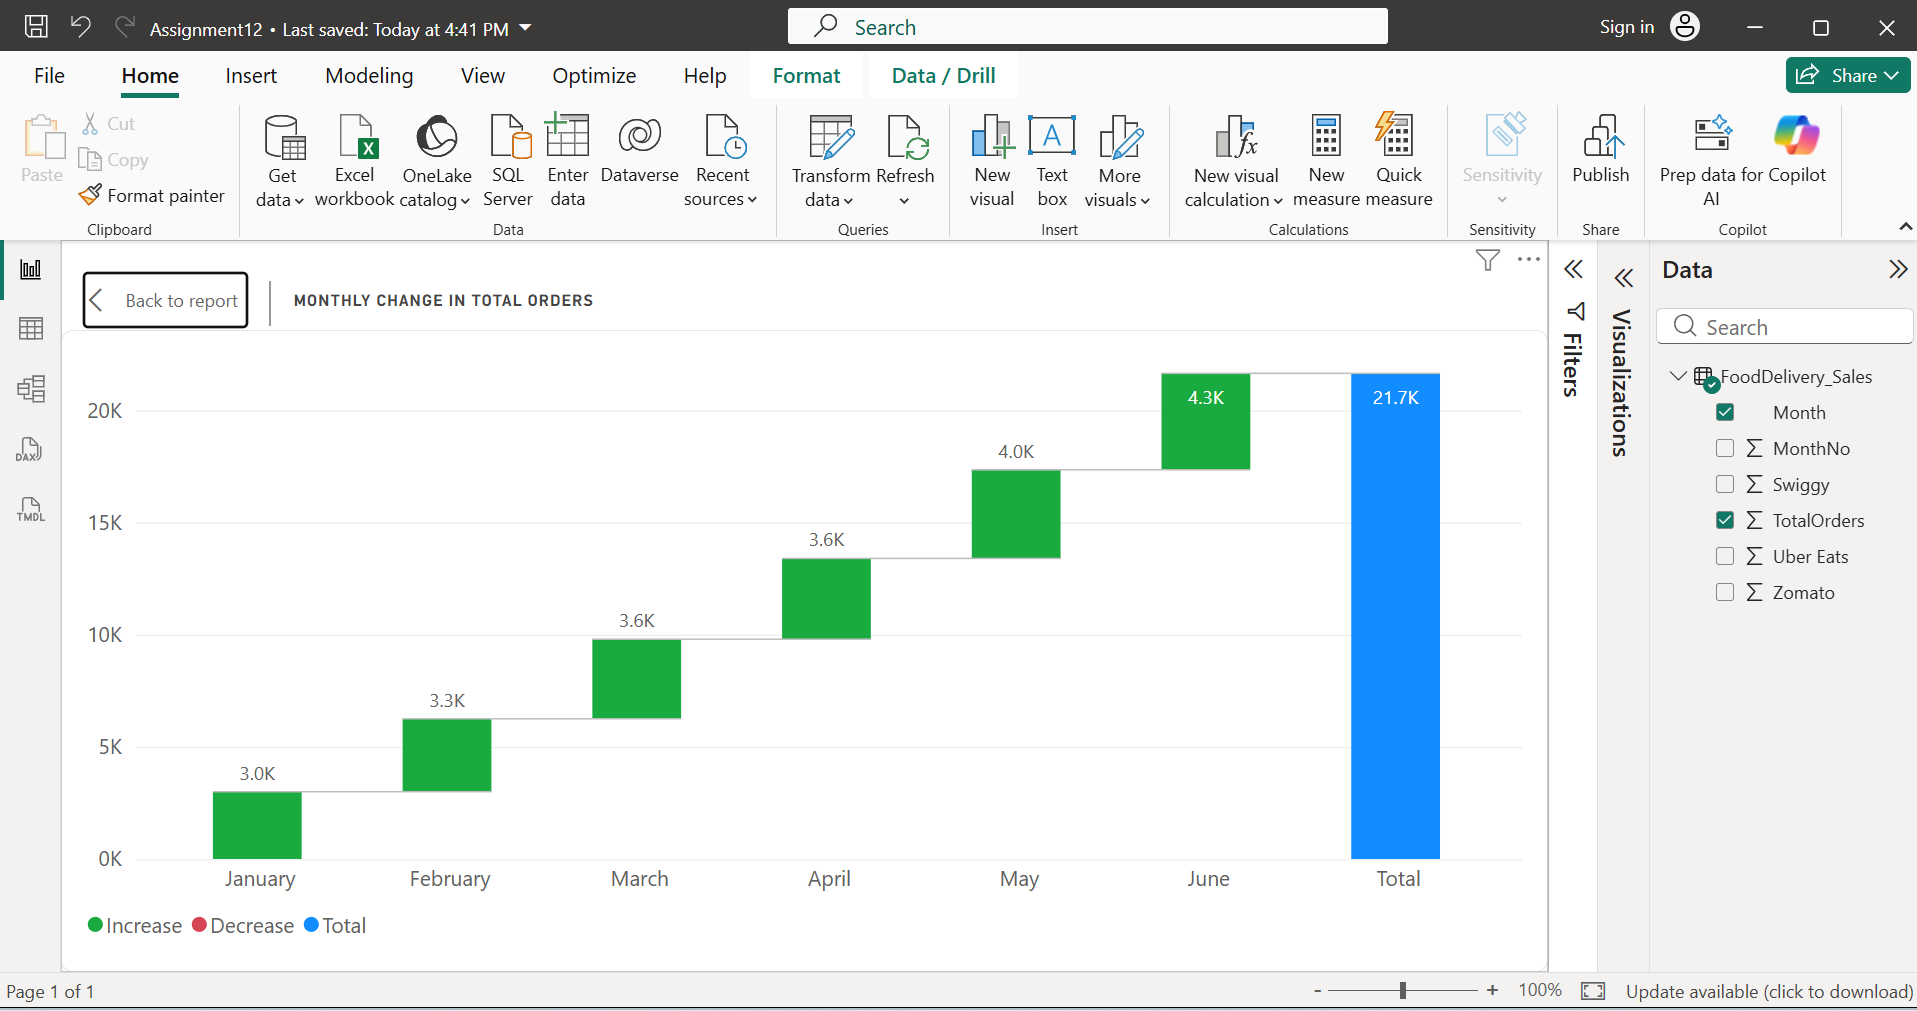 Assignment12 • Last saved: Today at 4:41 PM
Search
Sign in
File Home Insert Modeling View Optimize Help Format Data / Drill
Share
Paste
Cut
Copy
Format painter
Clipboard
Get data
Excel workbook
OneLake catalog
SQL Server
Enter data
Dataverse
Recent sources
Data
Transform data
Refresh
Queries
New visual
Text box
More visuals
Insert
New visual calculation
New measure
Quick measure
Calculations
Sensitivity
Sensitivity
Publish
Share
Prep data for AI
Copilot
Copilot
DAX
TMDL
Back to report
MONTHLY CHANGE IN TOTAL ORDERS
20K
15K
10K
5K
0K
3.0K
3.3K
3.6K
3.6K
4.0K
4.3K
21.7K
January February March April May June Total
Increase Decrease Total
Filters
Visualizations
Data
Search
FoodDelivery_Sales
Month
MonthNo
Swiggy
TotalOrders
Uber Eats
Zomato
Page 1 of 1
- + 100%
Update available (click to download)